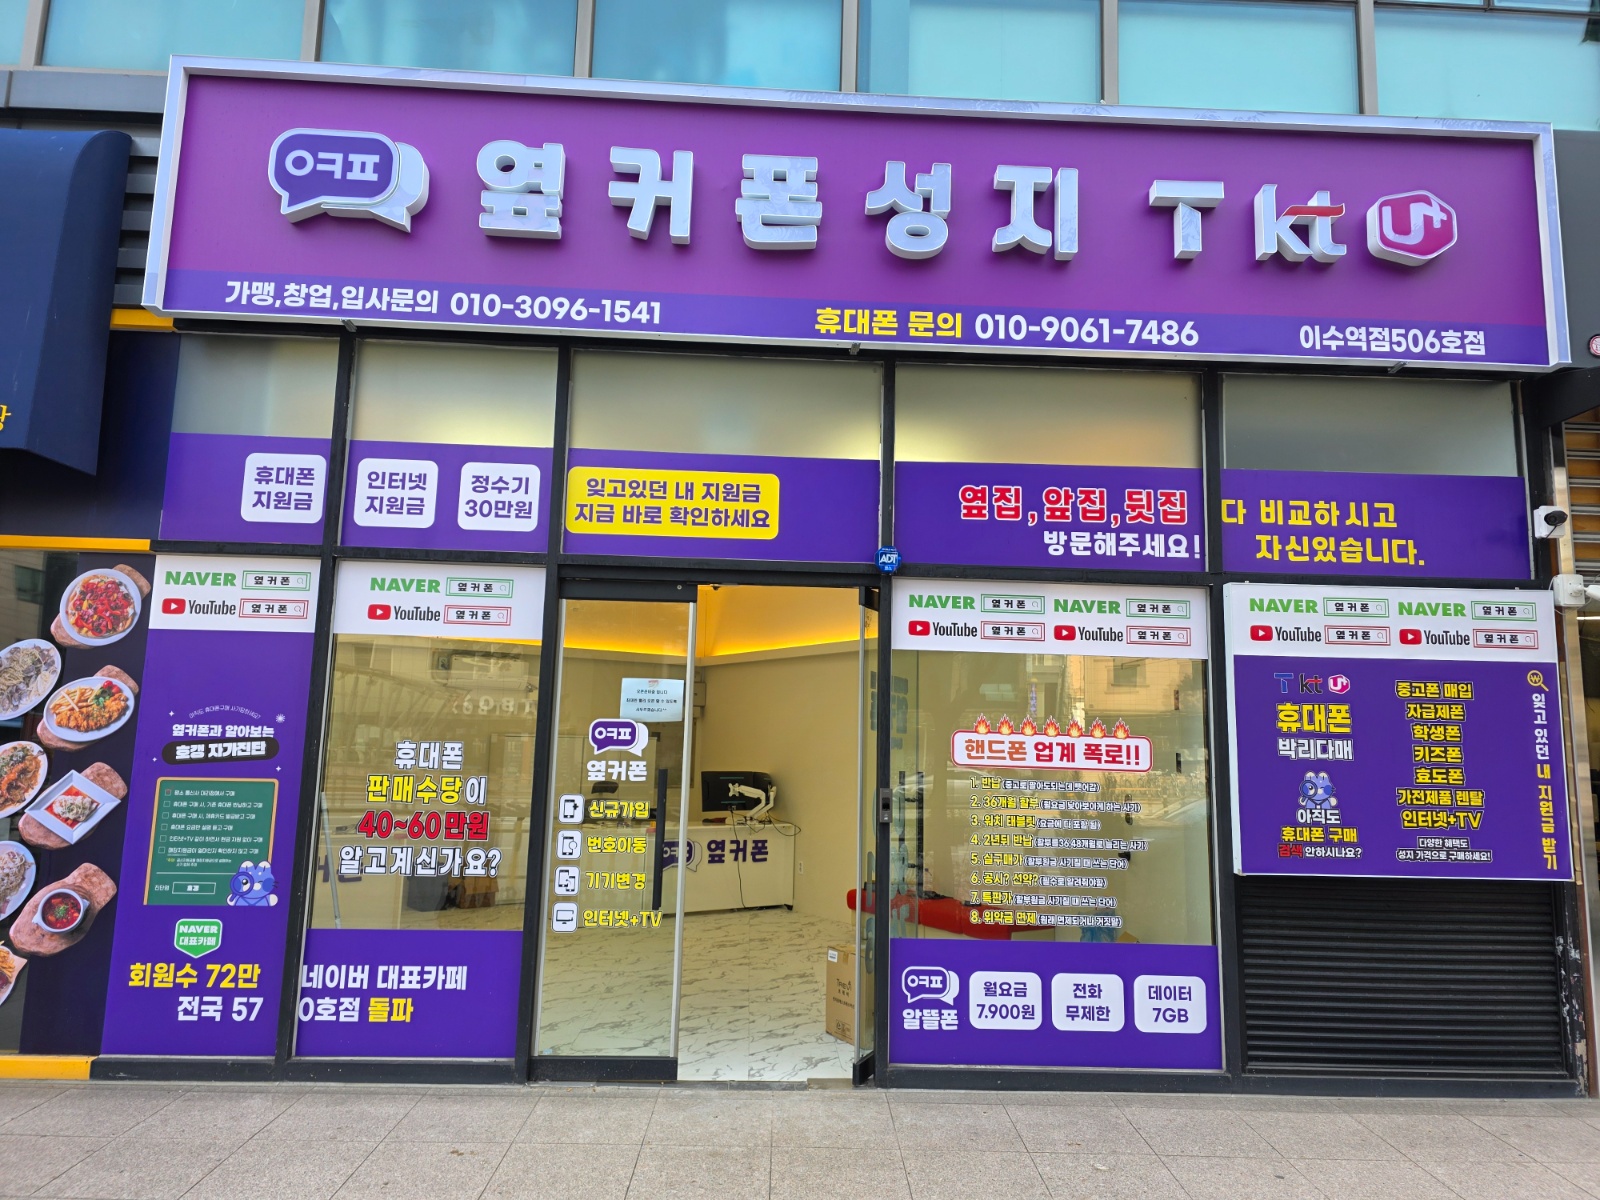 ㅇㅋㅍ 옆커폰성지 T kt U+
가맹,창업,입사문의 010-3096-1541
휴대폰 문의 010-9061-7486
이수역점506호점
휴대폰
지원금
인터넷
지원금
정수기
30만원
잊고있던 내 지원금
지금 바로 확인하세요
옆집,앞집,뒷집 다 비교하시고
방문해주세요! 자신있습니다.
ADT
NAVER 옆커폰
YouTube 옆커폰
NAVER 옆커폰
YouTube 옆커폰
NAVER 옆커폰 NAVER 옆커폰
YouTube 옆커폰 YouTube 옆커폰
NAVER 옆커폰 NAVER 옆커폰
YouTube 옆커폰 YouTube 옆커폰
옆커폰과 알아보는
호갱 자가진단
호갱
NAVER
대표카페
회원수 72만 네이버 대표카페
전국 570호점 돌파
휴대폰
판매수당이
40~60만원
알고계신가요?
ㅇㅋㅍ
옆커폰
신규가입
번호이동
기기변경
인터넷+TV
옆커폰
핸드폰 업계 폭로!!
1. 반납
2. 36개월 할부
3. 워치 태블릿
4. 2년뒤 반납
5. 실구매가
6. 공시? 선약?
7. 특판가
8. 위약금 면제
ㅇㅋㅍ
알뜰폰
월요금
7.900원
전화
무제한
데이터
7GB
T kt U+
휴대폰
박리다매
아직도
휴대폰 구매
검색 안하시나요?
중고폰 매입
자급제폰
학생폰
키즈폰
효도폰
가전제품 렌탈
인터넷+TV
다양한 혜택도
성지 가격으로 구매하세요!
잊고 있던 내 지원금 받기